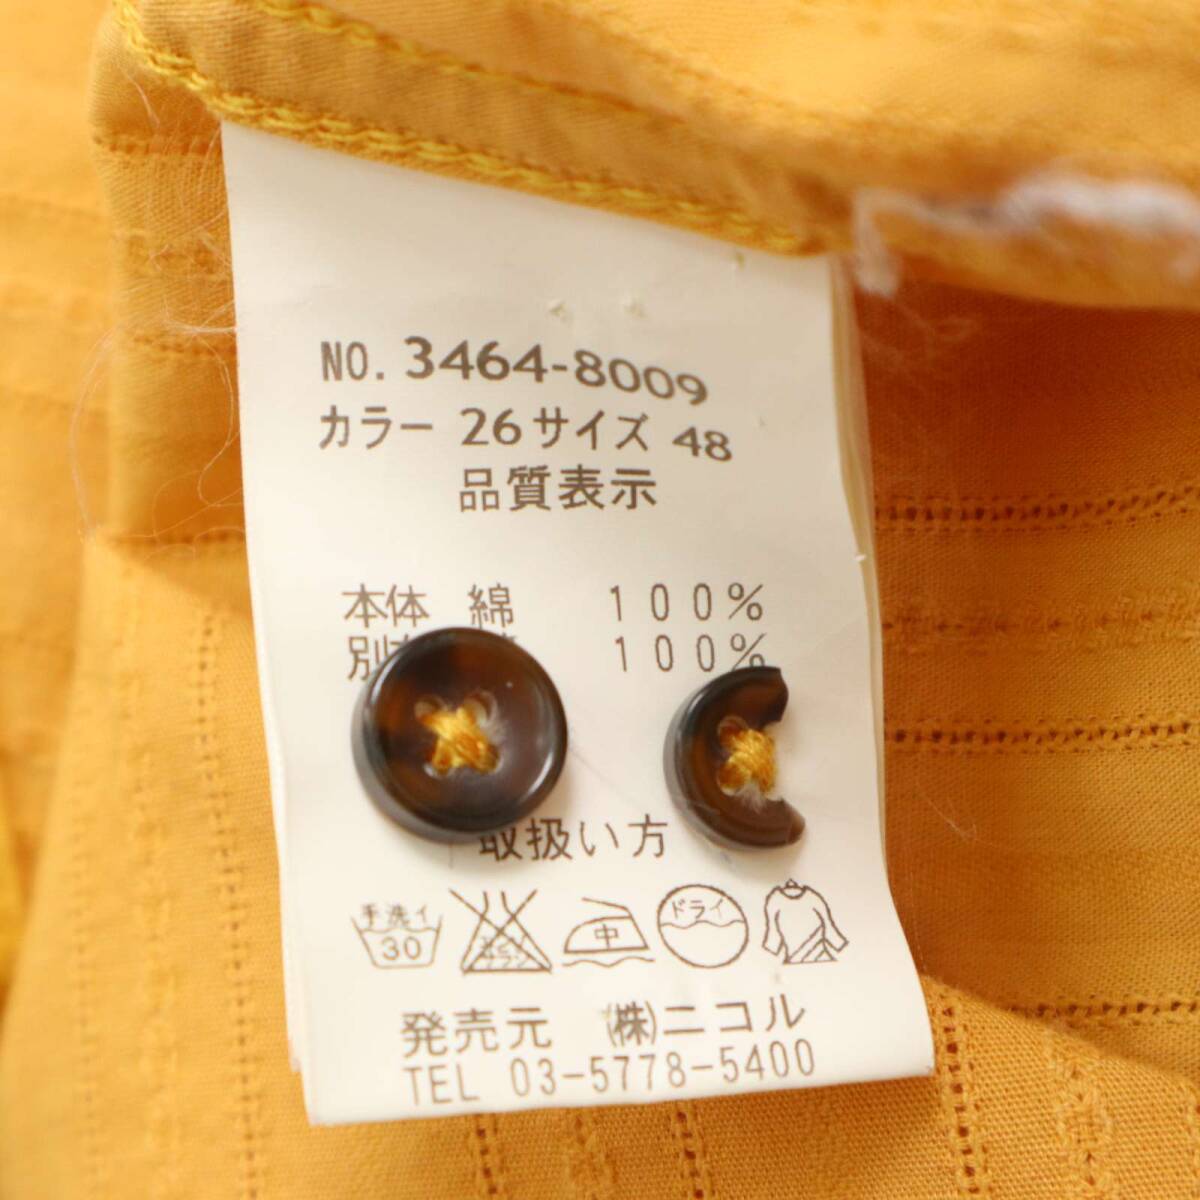 NO. 3464-8009
カラー 26 サイズ 48
品質表示
本体 綿 100%
100%
取扱い方
手洗イ
30
中
ドライ
発売元 (株)ニコル
TEL 03-5778-5400